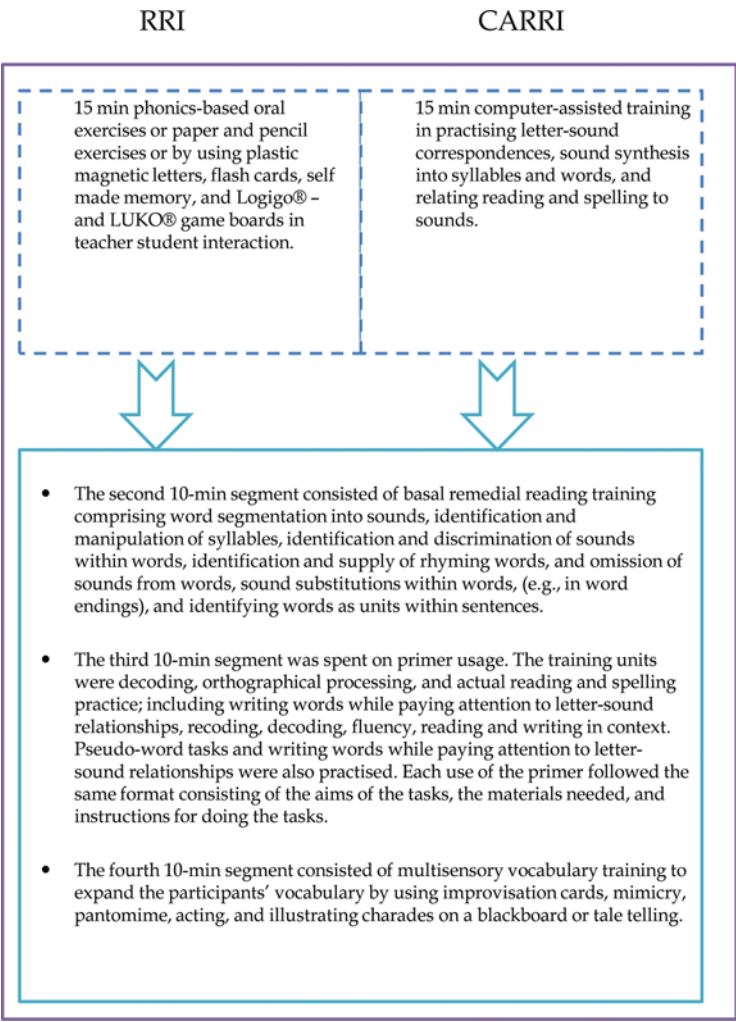 RRI
CARRI
15 min phonics-based oral
exercises or paper and pencil
exercises or by using plastic
magnetic letters, flash cards, self
made memory, and Logigo® –
and LUKO® game boards in
teacher student interaction.
15 min computer-assisted training
in practising letter-sound
correspondences, sound synthesis
into syllables and words, and
relating reading and spelling to
sounds.
• The second 10-min segment consisted of basal remedial reading training
comprising word segmentation into sounds, identification and
manipulation of syllables, identification and discrimination of sounds
within words, identification and supply of rhyming words, and omission of
sounds from words, sound substitutions within words, (e.g., in word
endings), and identifying words as units within sentences.
• The third 10-min segment was spent on primer usage. The training units
were decoding, orthographical processing, and actual reading and spelling
practice; including writing words while paying attention to letter-sound
relationships, recoding, decoding, fluency, reading and writing in context.
Pseudo-word tasks and writing words while paying attention to letter-
sound relationships were also practised. Each use of the primer followed the
same format consisting of the aims of the tasks, the materials needed, and
instructions for doing the tasks.
• The fourth 10-min segment consisted of multisensory vocabulary training to
expand the participants’ vocabulary by using improvisation cards, mimicry,
pantomime, acting, and illustrating charades on a blackboard or tale telling.